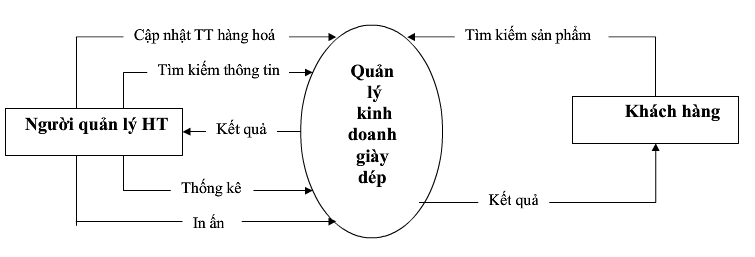 Cập nhật TT hàng hoá
Tìm kiếm sản phẩm
Tìm kiếm thông tin
Quản
lý
kinh
doanh
giày
dép
Người quản lý HT
Kết quả
Khách hàng
Thống kê
Kết quả
In ấn